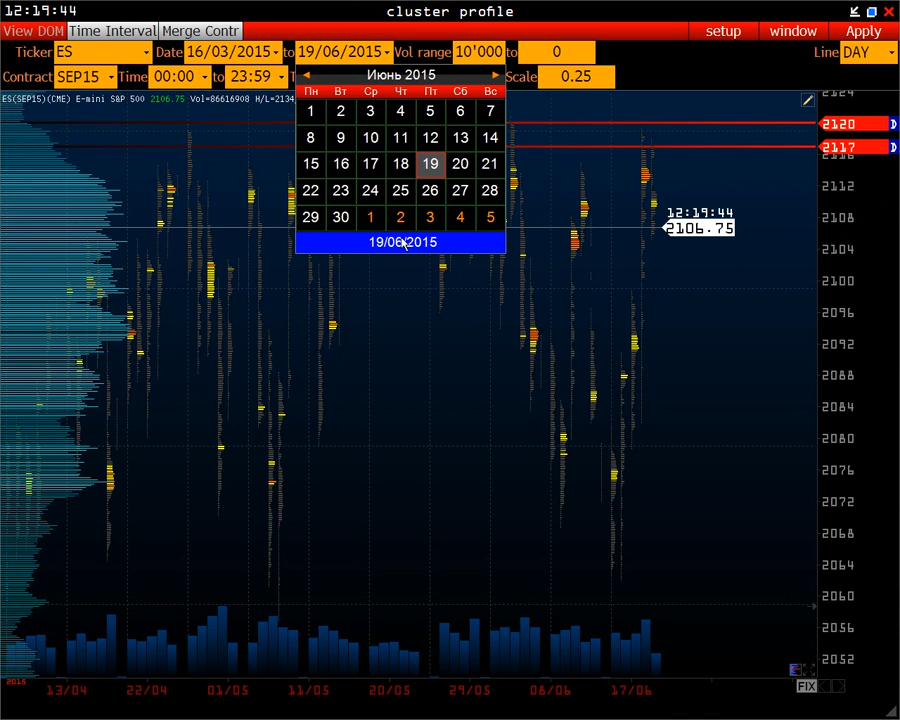 12:19:44 cluster profile
View DOM Time Interval Merge Contr setup window Apply
Ticker ES Date 16/03/2015 to 19/06/2015 Vol range 10'000 to 0 Line DAY
Contract SEP15 Time 00:00 to 23:59 Scale 0.25
Июнь 2015
Пн Вт Ср Чт Пт Сб Вс
1 2 3 4 5 6 7
8 9 10 11 12 13 14
15 16 17 18 19 20 21
22 23 24 25 26 27 28
29 30 1 2 3 4 5
19/06/2015
ES(SEP15)(CME) E-mini S&P 500 2106.75 Vol=86616908 H/L=2134
2124
2120 D
2117 D
2116
2112
2108
12:19:44
2106.75
2104
2100
2096
2092
2088
2084
2080
2076
2072
2068
2064
2060
2056
2052
2015
13/04 22/04 01/05 11/05 20/05 29/05 08/06 17/06
FIX